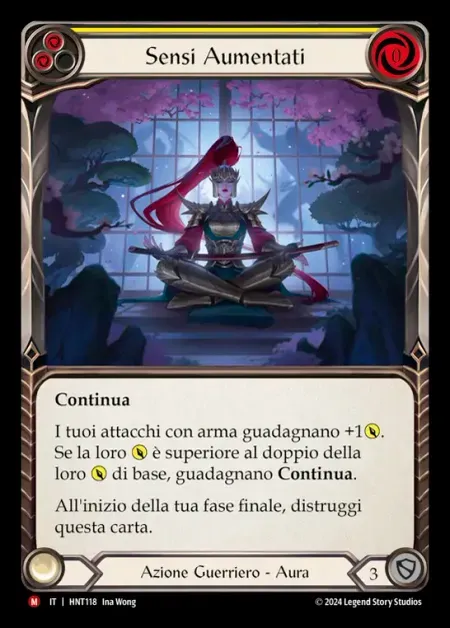 Sensi Aumentati
0
Continua
I tuoi attacchi con arma guadagnano +1.
Se la loro è superiore al doppio della
loro di base, guadagnano Continua.
All'inizio della tua fase finale, distruggi
questa carta.
Azione Guerriero - Aura
3
M IT | HNT118 Ina Wong
© 2024 Legend Story Studios